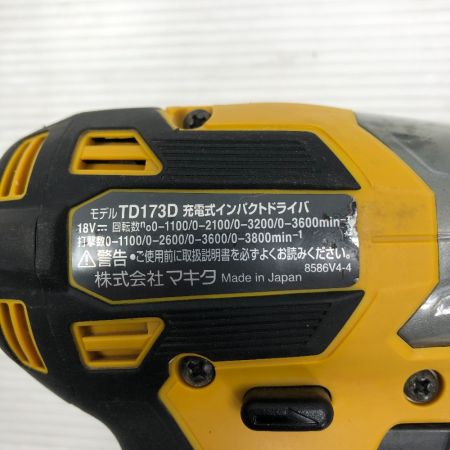 モデル TD173D 充電式インパクトドライバ
18V⎓ 回転数n0 0-1100/0-2100/0-3200/0-3600min⁻¹
打撃数0-1100/0-2600/0-3600/0-3800min⁻¹
⚠警告 •ご使用前に取扱説明書を必ずよくお読みください。
株式会社マキタ Made in Japan 8586V4-4